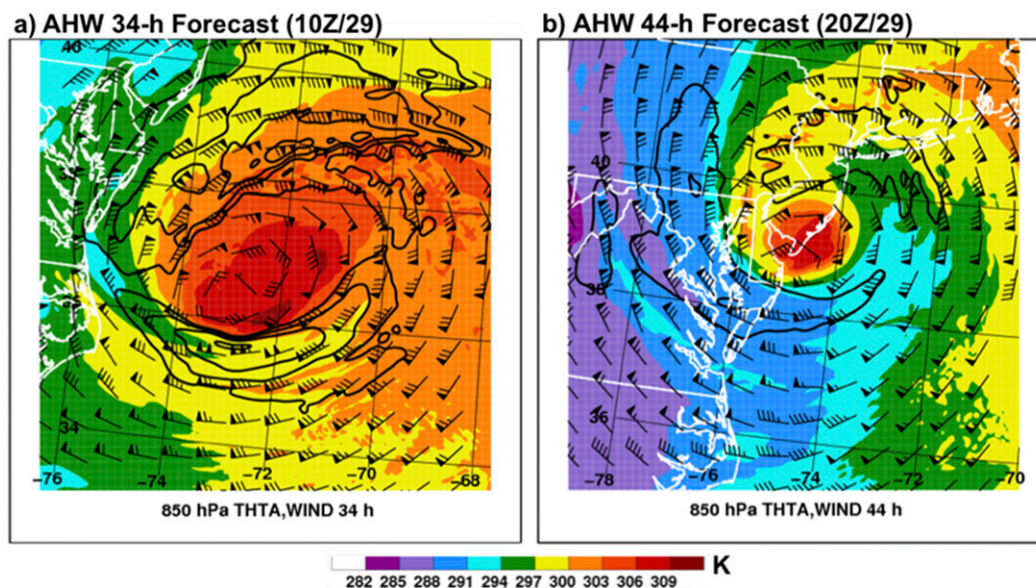 a) AHW 34-h Forecast (10Z/29)
40
34
−76 −74 −72 −70 −68
850 hPa THTA,WIND 34 h
b) AHW 44-h Forecast (20Z/29)
40
38
36
−78 −76 −74 −72 −70
850 hPa THTA,WIND 44 h
282 285 288 291 294 297 300 303 306 309 K